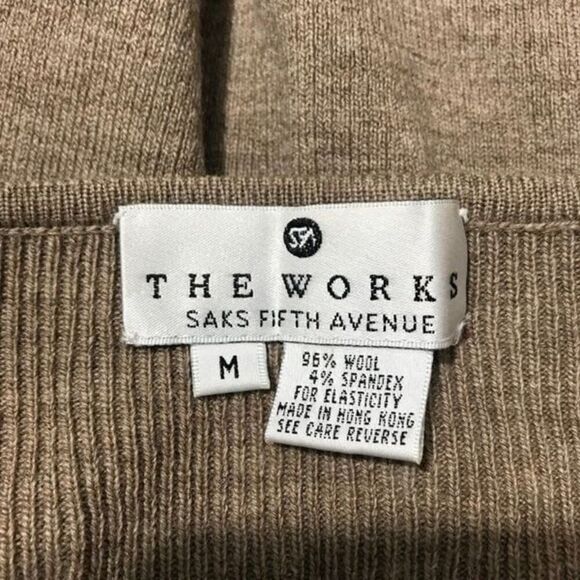 SFA
THE WORKS
SAKS FIFTH AVENUE
M
96% WOOL
4% SPANDEX
FOR ELASTICITY
MADE IN HONG KONG
SEE CARE REVERSE